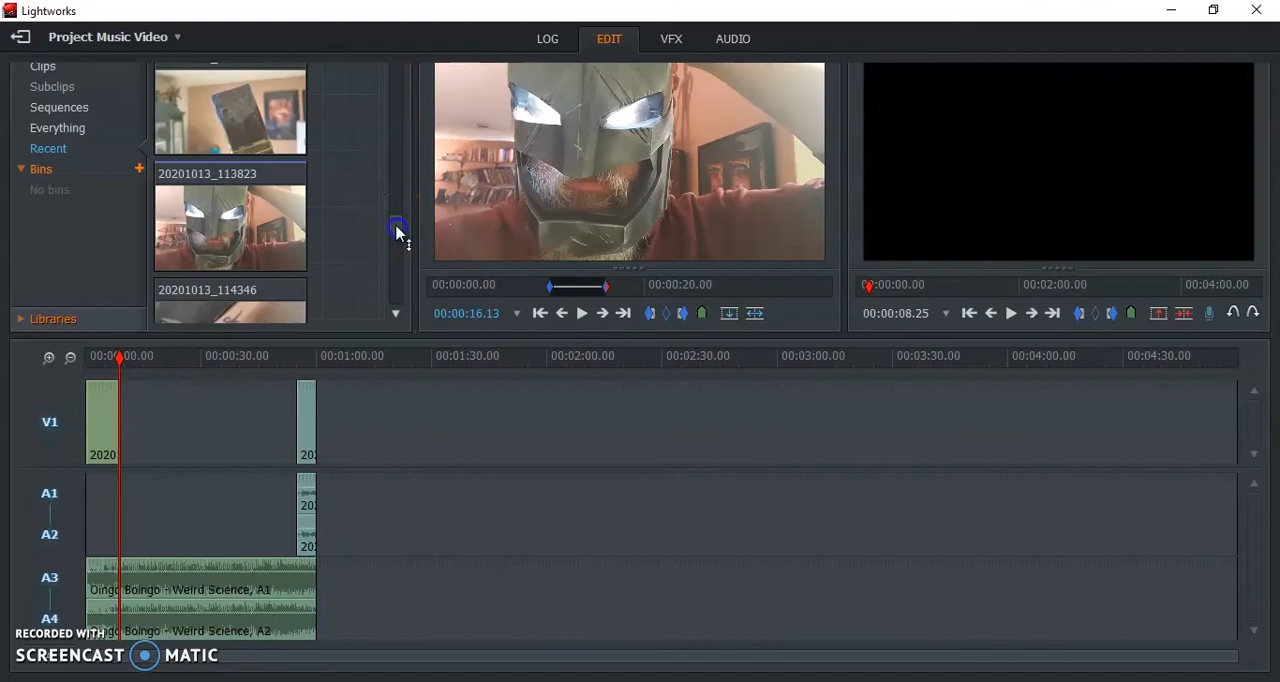 Lightworks
Project Music Video
LOG EDIT VFX AUDIO
Clips
Subclips
Sequences
Everything
Recent
Bins +
No bins
Libraries
20201013_113823
20201013_114346
00:00:00.00 00:00:20.00
00:00:16.13
00:00:00.00 00:02:00.00 00:04:00.00
00:00:08.25
00:00:00.00 00:00:30.00 00:01:00.00 00:01:30.00 00:02:00.00 00:02:30.00 00:03:00.00 00:03:30.00 00:04:00.00 00:04:30.00
V1
2020 202
A1
202
A2
202
A3
Oingo Boingo - Weird Science, A1
A4
Oingo Boingo - Weird Science, A2
RECORDED WITH
SCREENCAST MATIC